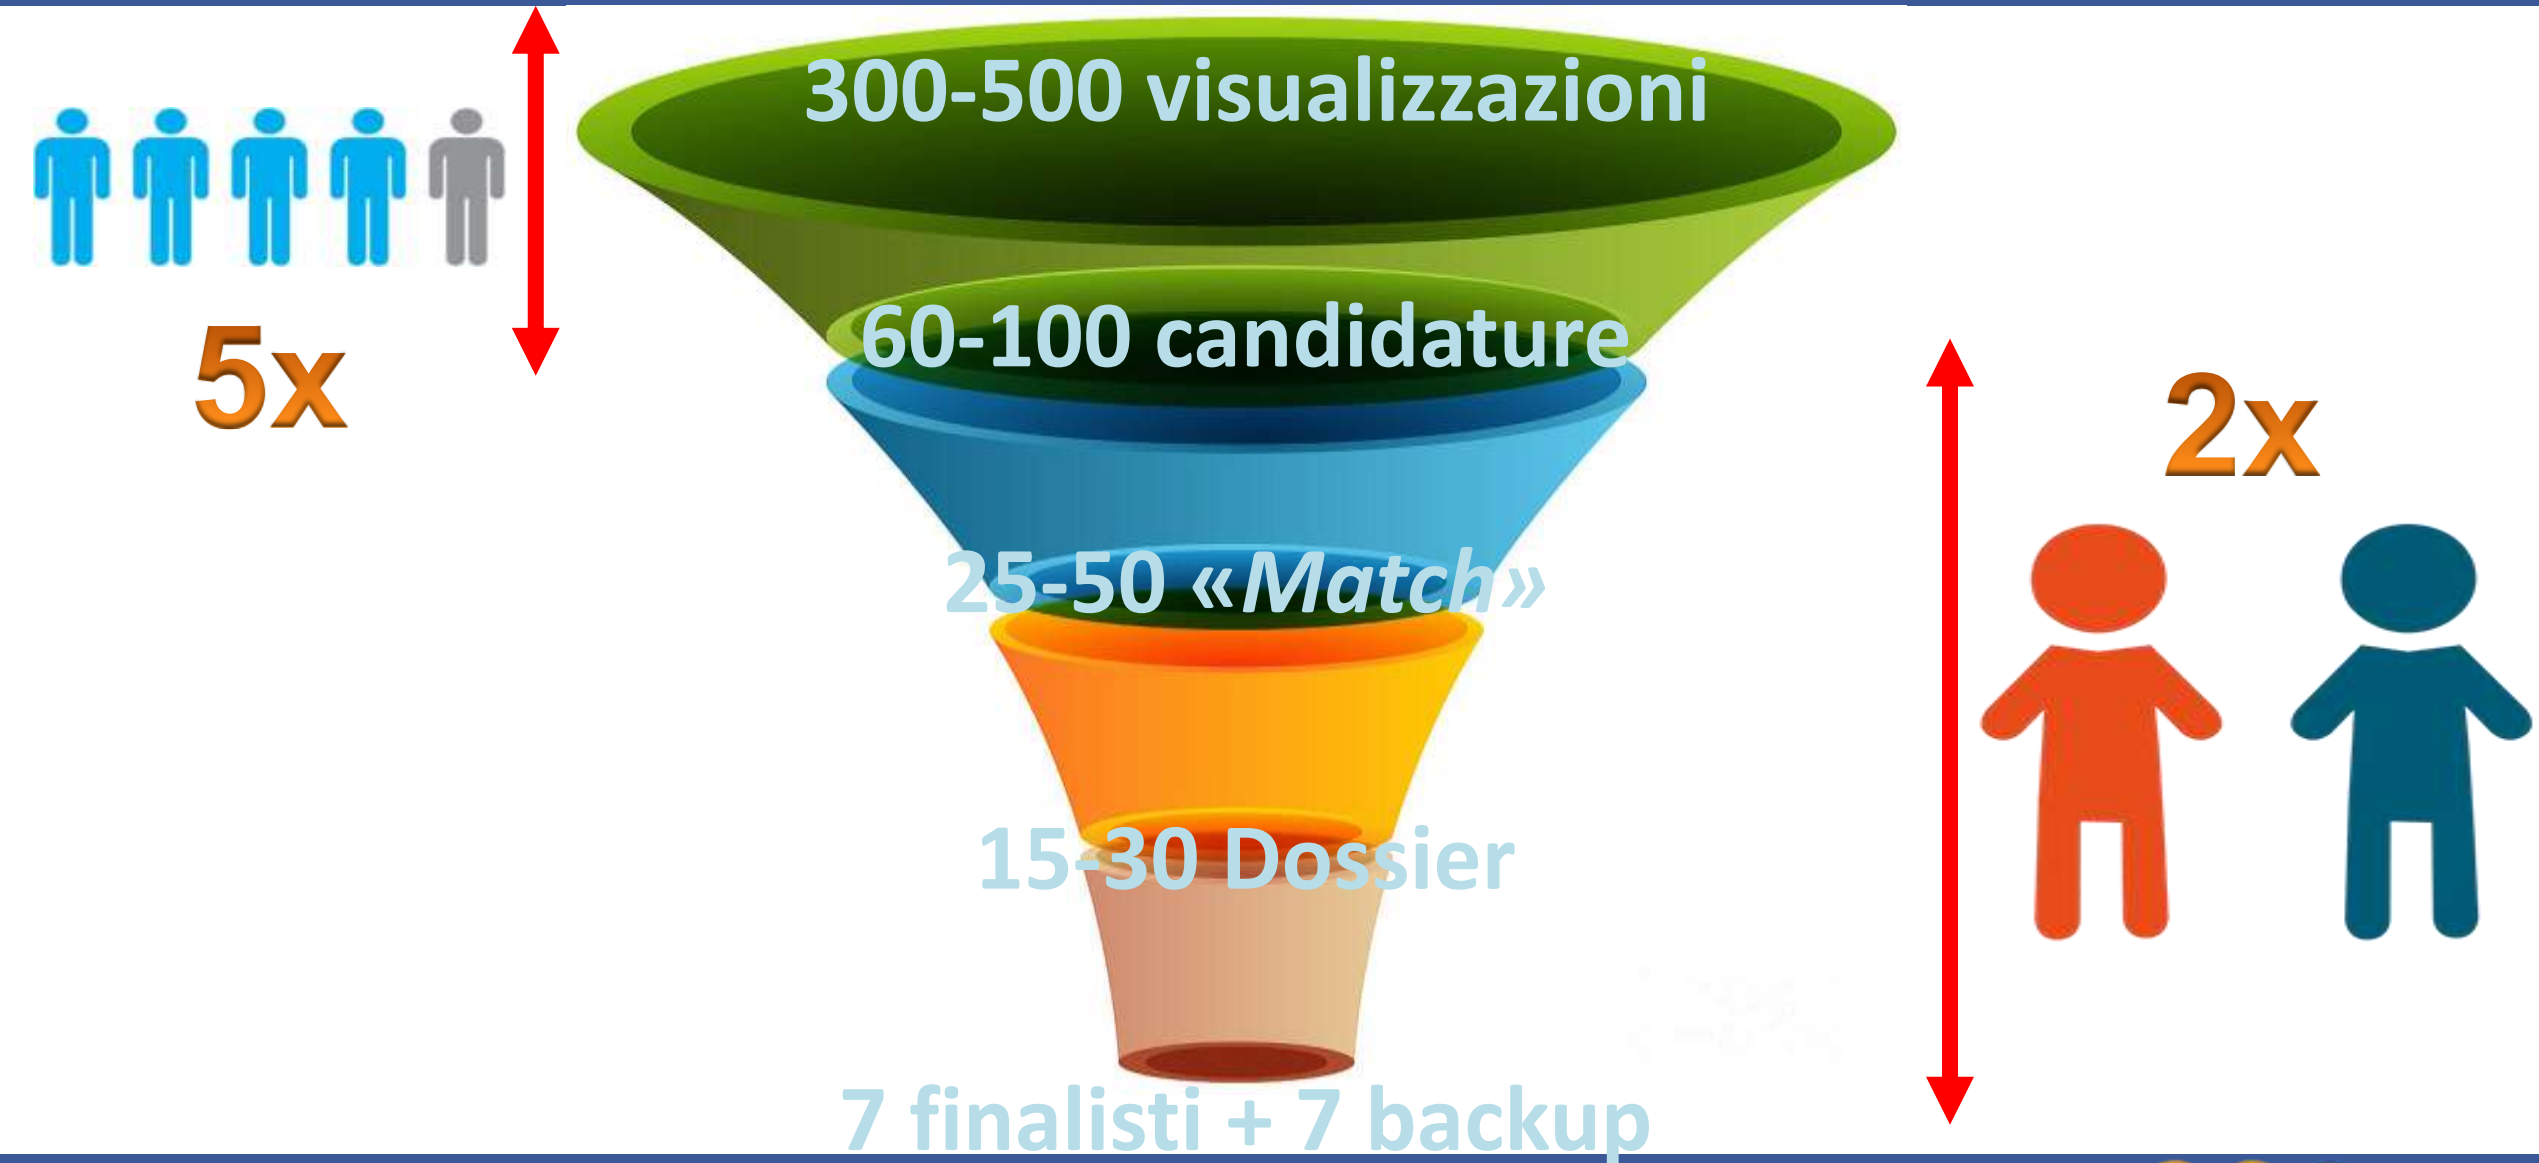 300-500 visualizzazioni
60-100 candidature
5x
2x
25-50 «Match»
15-30 Dossier
7 finalisti + 7 backup